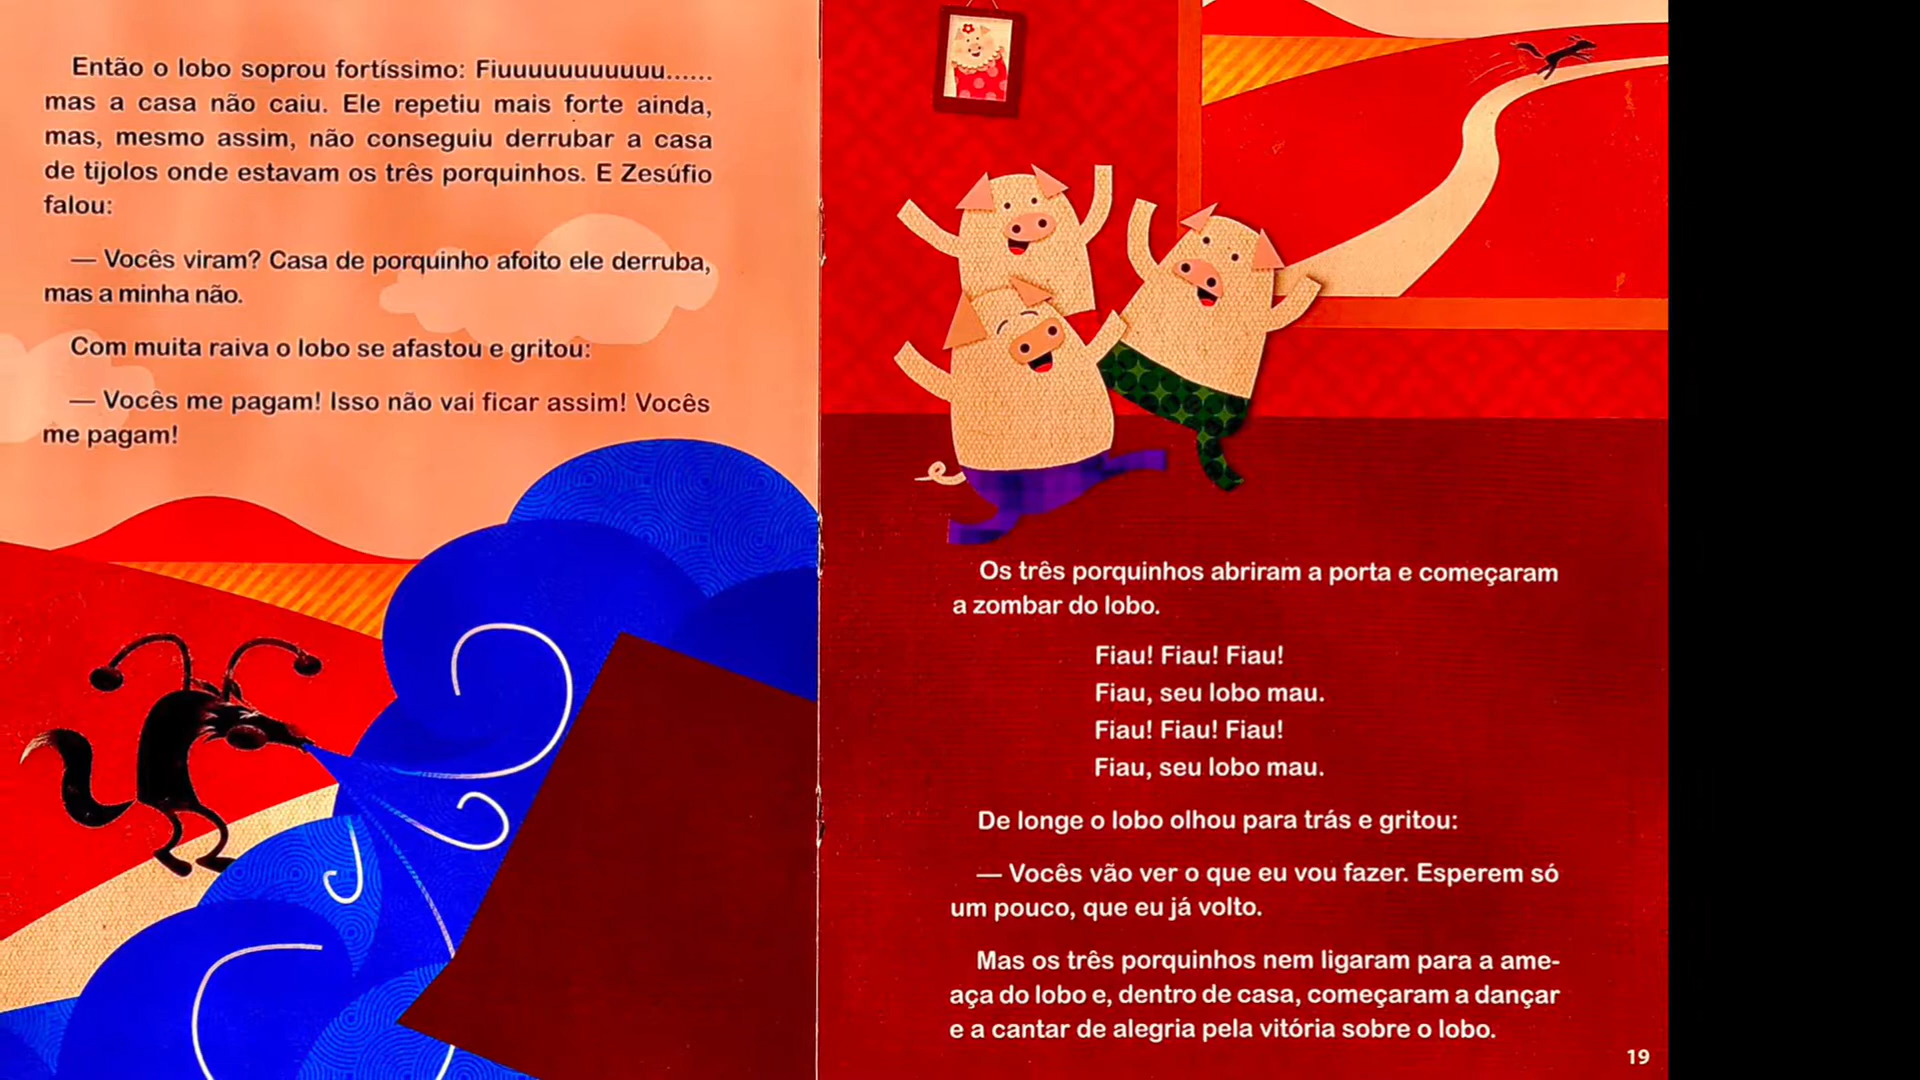 Então o lobo soprou fortíssimo: Fiuuuuuuuuuuu......
mas a casa não caiu. Ele repetiu mais forte ainda,
mas, mesmo assim, não conseguiu derrubar a casa
de tijolos onde estavam os três porquinhos. E Zesúfio
falou:
— Vocês viram? Casa de porquinho afoito ele derruba,
mas a minha não.
Com muita raiva o lobo se afastou e gritou:
— Vocês me pagam! Isso não vai ficar assim! Vocês
me pagam!
Os três porquinhos abriram a porta e começaram
a zombar do lobo.
Fiau! Fiau! Fiau!
Fiau, seu lobo mau.
Fiau! Fiau! Fiau!
Fiau, seu lobo mau.
De longe o lobo olhou para trás e gritou:
— Vocês vão ver o que eu vou fazer. Esperem só
um pouco, que eu já volto.
Mas os três porquinhos nem ligaram para a ame-
aça do lobo e, dentro de casa, começaram a dançar
e a cantar de alegria pela vitória sobre o lobo.
19